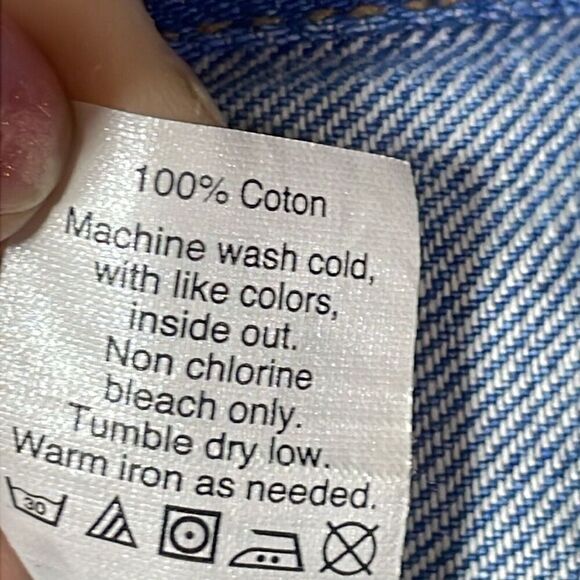 100% Coton
Machine wash cold,
with like colors,
inside out.
Non chlorine
bleach only.
Tumble dry low.
Warm iron as needed.
30